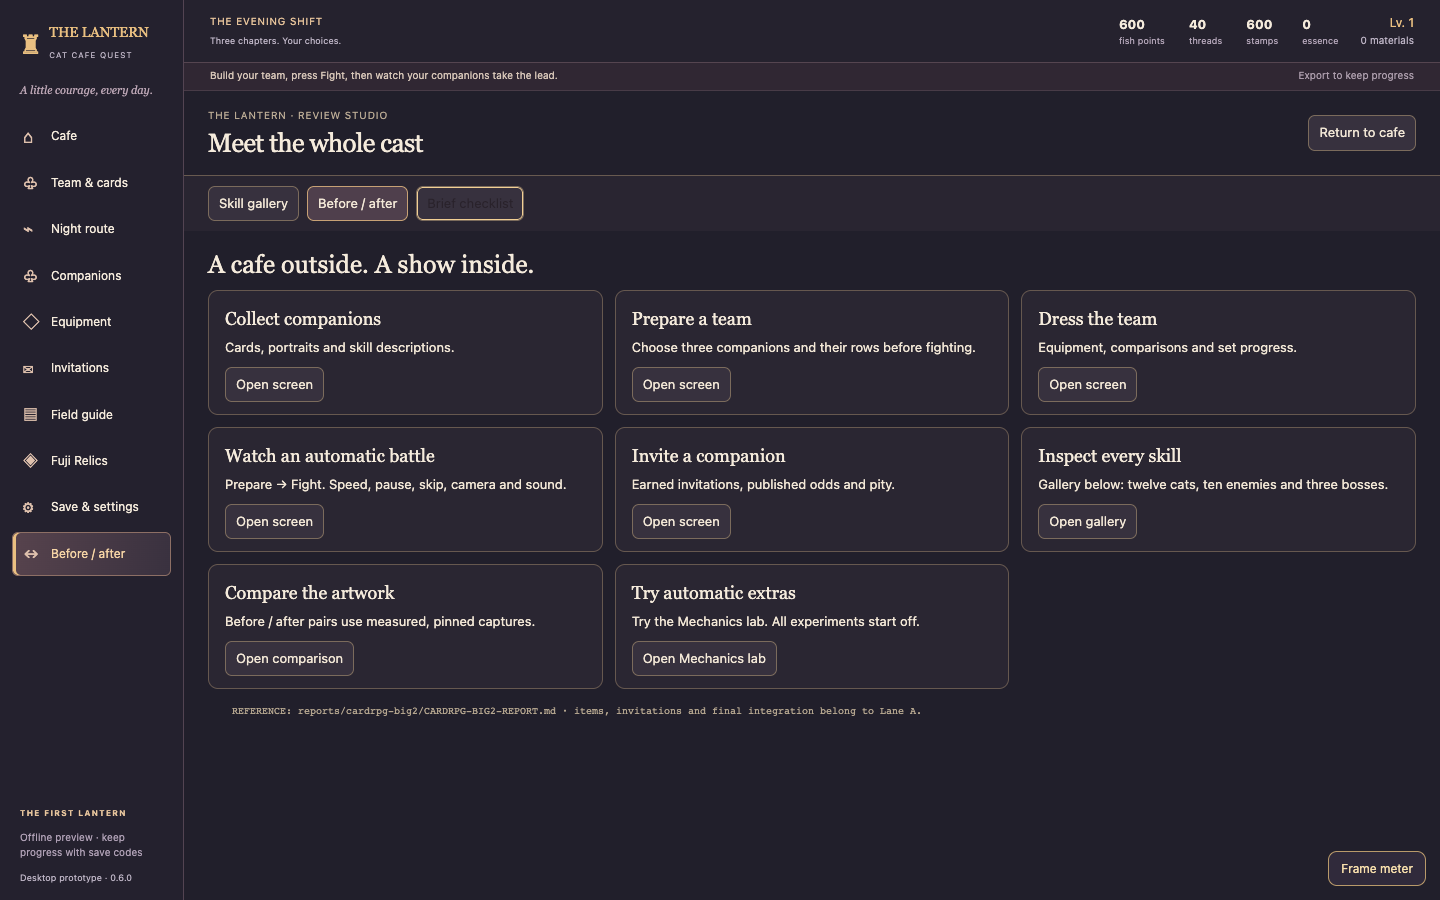 THE LANTERN
CAT CAFE QUEST
A little courage, every day.
Cafe
Team & cards
Night route
Companions
Equipment
Invitations
Field guide
Fuji Relics
Save & settings
Before / after
THE FIRST LANTERN
Offline preview · keep
progress with save codes
Desktop prototype · 0.6.0
THE EVENING SHIFT
Three chapters. Your choices.
600
fish points
40
threads
600
stamps
0
essence
Lv. 1
0 materials
Build your team, press Fight, then watch your companions take the lead.
Export to keep progress
THE LANTERN · REVIEW STUDIO
Meet the whole cast
Return to cafe
Skill gallery
Before / after
Brief checklist
A cafe outside. A show inside.
Collect companions
Cards, portraits and skill descriptions.
Open screen
Prepare a team
Choose three companions and their rows before fighting.
Open screen
Dress the team
Equipment, comparisons and set progress.
Open screen
Watch an automatic battle
Prepare → Fight. Speed, pause, skip, camera and sound.
Open screen
Invite a companion
Earned invitations, published odds and pity.
Open screen
Inspect every skill
Gallery below: twelve cats, ten enemies and three bosses.
Open gallery
Compare the artwork
Before / after pairs use measured, pinned captures.
Open comparison
Try automatic extras
Try the Mechanics lab. All experiments start off.
Open Mechanics lab
REFERENCE: reports/cardrpg-big2/CARDRPG-BIG2-REPORT.md · items, invitations and final integration belong to Lane A.
Frame meter